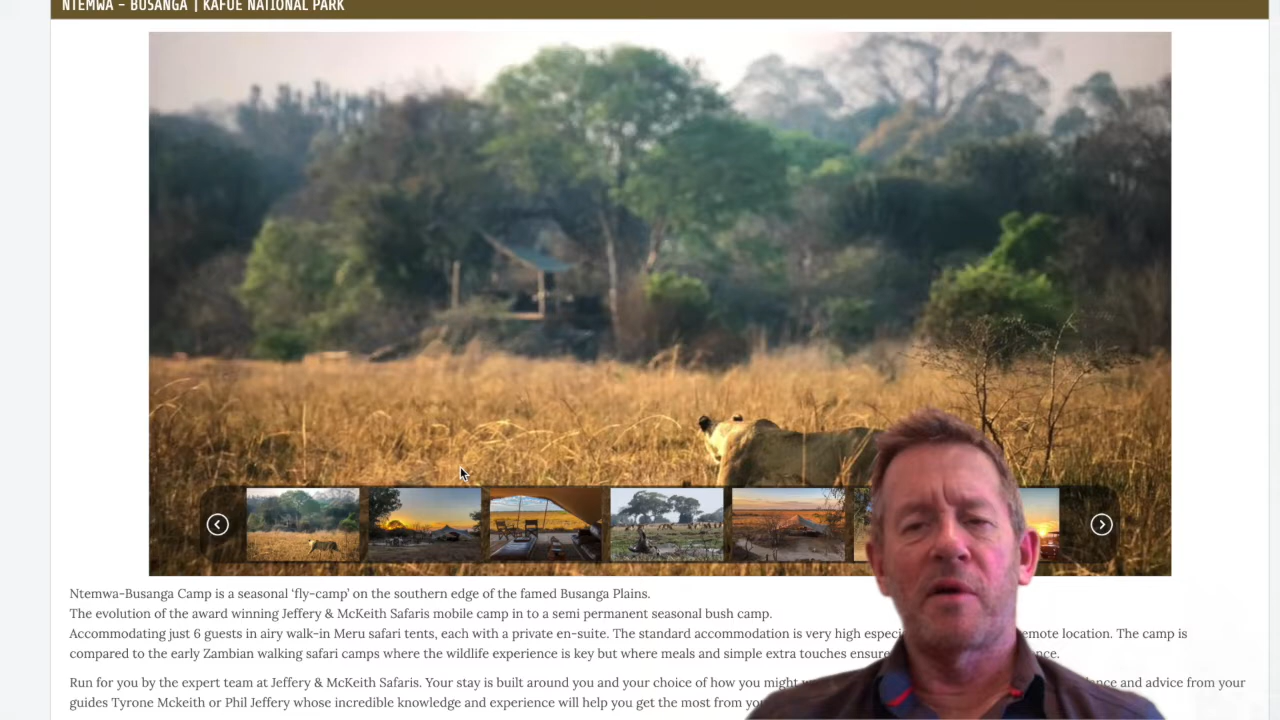 NTEMWA – BUSANGA | KAFUE NATIONAL PARK
Ntemwa-Busanga Camp is a seasonal ‘fly-camp’ on the southern edge of the famed Busanga Plains.
The evolution of the award winning Jeffery & McKeith Safaris mobile camp in to a semi permanent seasonal bush camp.
Accommodating just 6 guests in airy walk-in Meru safari tents, each with a private en-suite. The standard accommodation is very high location. The camp is
compared to the early Zambian walking safari camps where the wildlife experience is key but where meals and simple extra touches ensure
Run for you by the expert team at Jeffery & McKeith Safaris. Your stay is built around you and your choice of how you might and advice from your
guides Tyrone Mckeith or Phil Jeffery whose incredible knowledge and experience will help you get the most from